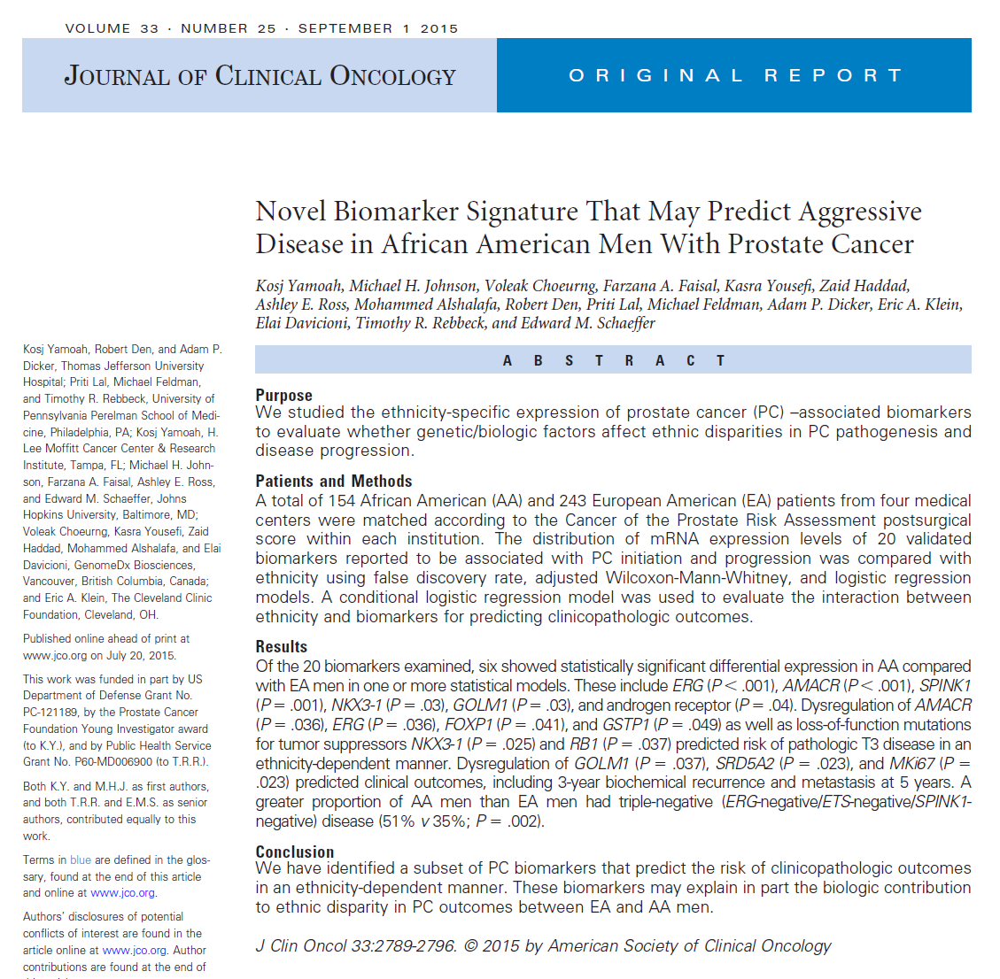 VOLUME 33 · NUMBER 25 · SEPTEMBER 1 2015
JOURNAL OF CLINICAL ONCOLOGY
ORIGINAL REPORT
Novel Biomarker Signature That May Predict Aggressive
Disease in African American Men With Prostate Cancer
Kosj Yamoah, Michael H. Johnson, Voleak Choeurng, Farzana A. Faisal, Kasra Yousefi, Zaid Haddad,
Ashley E. Ross, Mohammed Alshalafa, Robert Den, Priti Lal, Michael Feldman, Adam P. Dicker, Eric A. Klein,
Elai Davicioni, Timothy R. Rebbeck, and Edward M. Schaeffer
Kosj Yamoah, Robert Den, and Adam P.
Dicker, Thomas Jefferson University
Hospital; Priti Lal, Michael Feldman,
and Timothy R. Rebbeck, University of
Pennsylvania Perelman School of Medi-
cine, Philadelphia, PA; Kosj Yamoah, H.
Lee Moffitt Cancer Center & Research
Institute, Tampa, FL; Michael H. John-
son, Farzana A. Faisal, Ashley E. Ross,
and Edward M. Schaeffer, Johns
Hopkins University, Baltimore, MD;
Voleak Choeurng, Kasra Yousefi, Zaid
Haddad, Mohammed Alshalafa, and Elai
Davicioni, GenomeDx Biosciences,
Vancouver, British Columbia, Canada;
and Eric A. Klein, The Cleveland Clinic
Foundation, Cleveland, OH.
Published online ahead of print at
www.jco.org on July 20, 2015.
This work was funded in part by US
Department of Defense Grant No.
PC-121189, by the Prostate Cancer
Foundation Young Investigator award
(to K.Y.), and by Public Health Service
Grant No. P60-MD006900 (to T.R.R.).
Both K.Y. and M.H.J. as first authors,
and both T.R.R. and E.M.S. as senior
authors, contributed equally to this
work.
Terms in blue are defined in the glos-
sary, found at the end of this article
and online at www.jco.org.
Authors' disclosures of potential
conflicts of interest are found in the
article online at www.jco.org. Author
contributions are found at the end of
ABSTRACT
Purpose
We studied the ethnicity-specific expression of prostate cancer (PC) –associated biomarkers
to evaluate whether genetic/biologic factors affect ethnic disparities in PC pathogenesis and
disease progression.
Patients and Methods
A total of 154 African American (AA) and 243 European American (EA) patients from four medical
centers were matched according to the Cancer of the Prostate Risk Assessment postsurgical
score within each institution. The distribution of mRNA expression levels of 20 validated
biomarkers reported to be associated with PC initiation and progression was compared with
ethnicity using false discovery rate, adjusted Wilcoxon-Mann-Whitney, and logistic regression
models. A conditional logistic regression model was used to evaluate the interaction between
ethnicity and biomarkers for predicting clinicopathologic outcomes.
Results
Of the 20 biomarkers examined, six showed statistically significant differential expression in AA compared
with EA men in one or more statistical models. These include ERG (P < .001), AMACR (P < .001), SPINK1
(P = .001), NKX3-1 (P = .03), GOLM1 (P = .03), and androgen receptor (P = .04). Dysregulation of AMACR
(P = .036), ERG (P = .036), FOXP1 (P = .041), and GSTP1 (P = .049) as well as loss-of-function mutations
for tumor suppressors NKX3-1 (P = .025) and RB1 (P = .037) predicted risk of pathologic T3 disease in an
ethnicity-dependent manner. Dysregulation of GOLM1 (P = .037), SRD5A2 (P = .023), and MKi67 (P =
.023) predicted clinical outcomes, including 3-year biochemical recurrence and metastasis at 5 years. A
greater proportion of AA men than EA men had triple-negative (ERG-negative/ETS-negative/SPINK1-
negative) disease (51% v 35%; P = .002).
Conclusion
We have identified a subset of PC biomarkers that predict the risk of clinicopathologic outcomes
in an ethnicity-dependent manner. These biomarkers may explain in part the biologic contribution
to ethnic disparity in PC outcomes between EA and AA men.
J Clin Oncol 33:2789-2796. © 2015 by American Society of Clinical Oncology